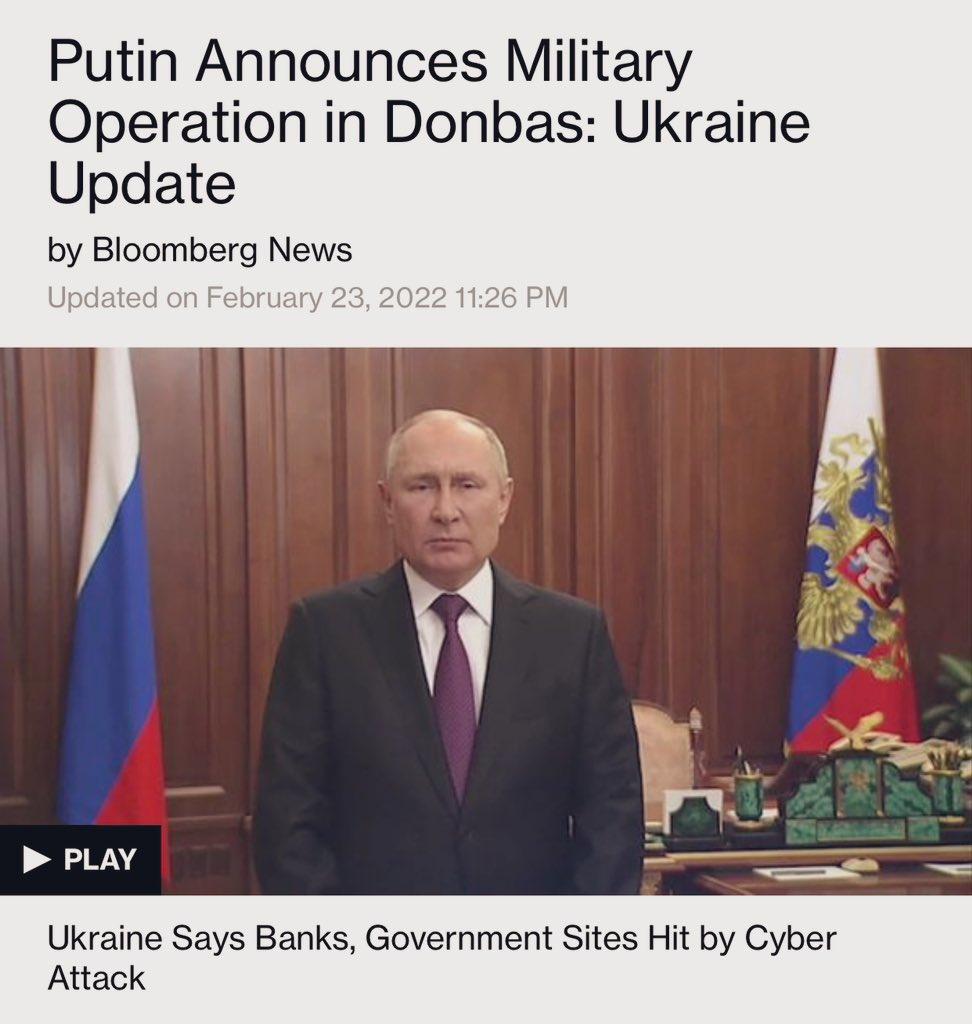 Putin Announces Military
Operation in Donbas: Ukraine
Update
by Bloomberg News
Updated on February 23, 2022 11:26 PM
PLAY
Ukraine Says Banks, Government Sites Hit by Cyber
Attack